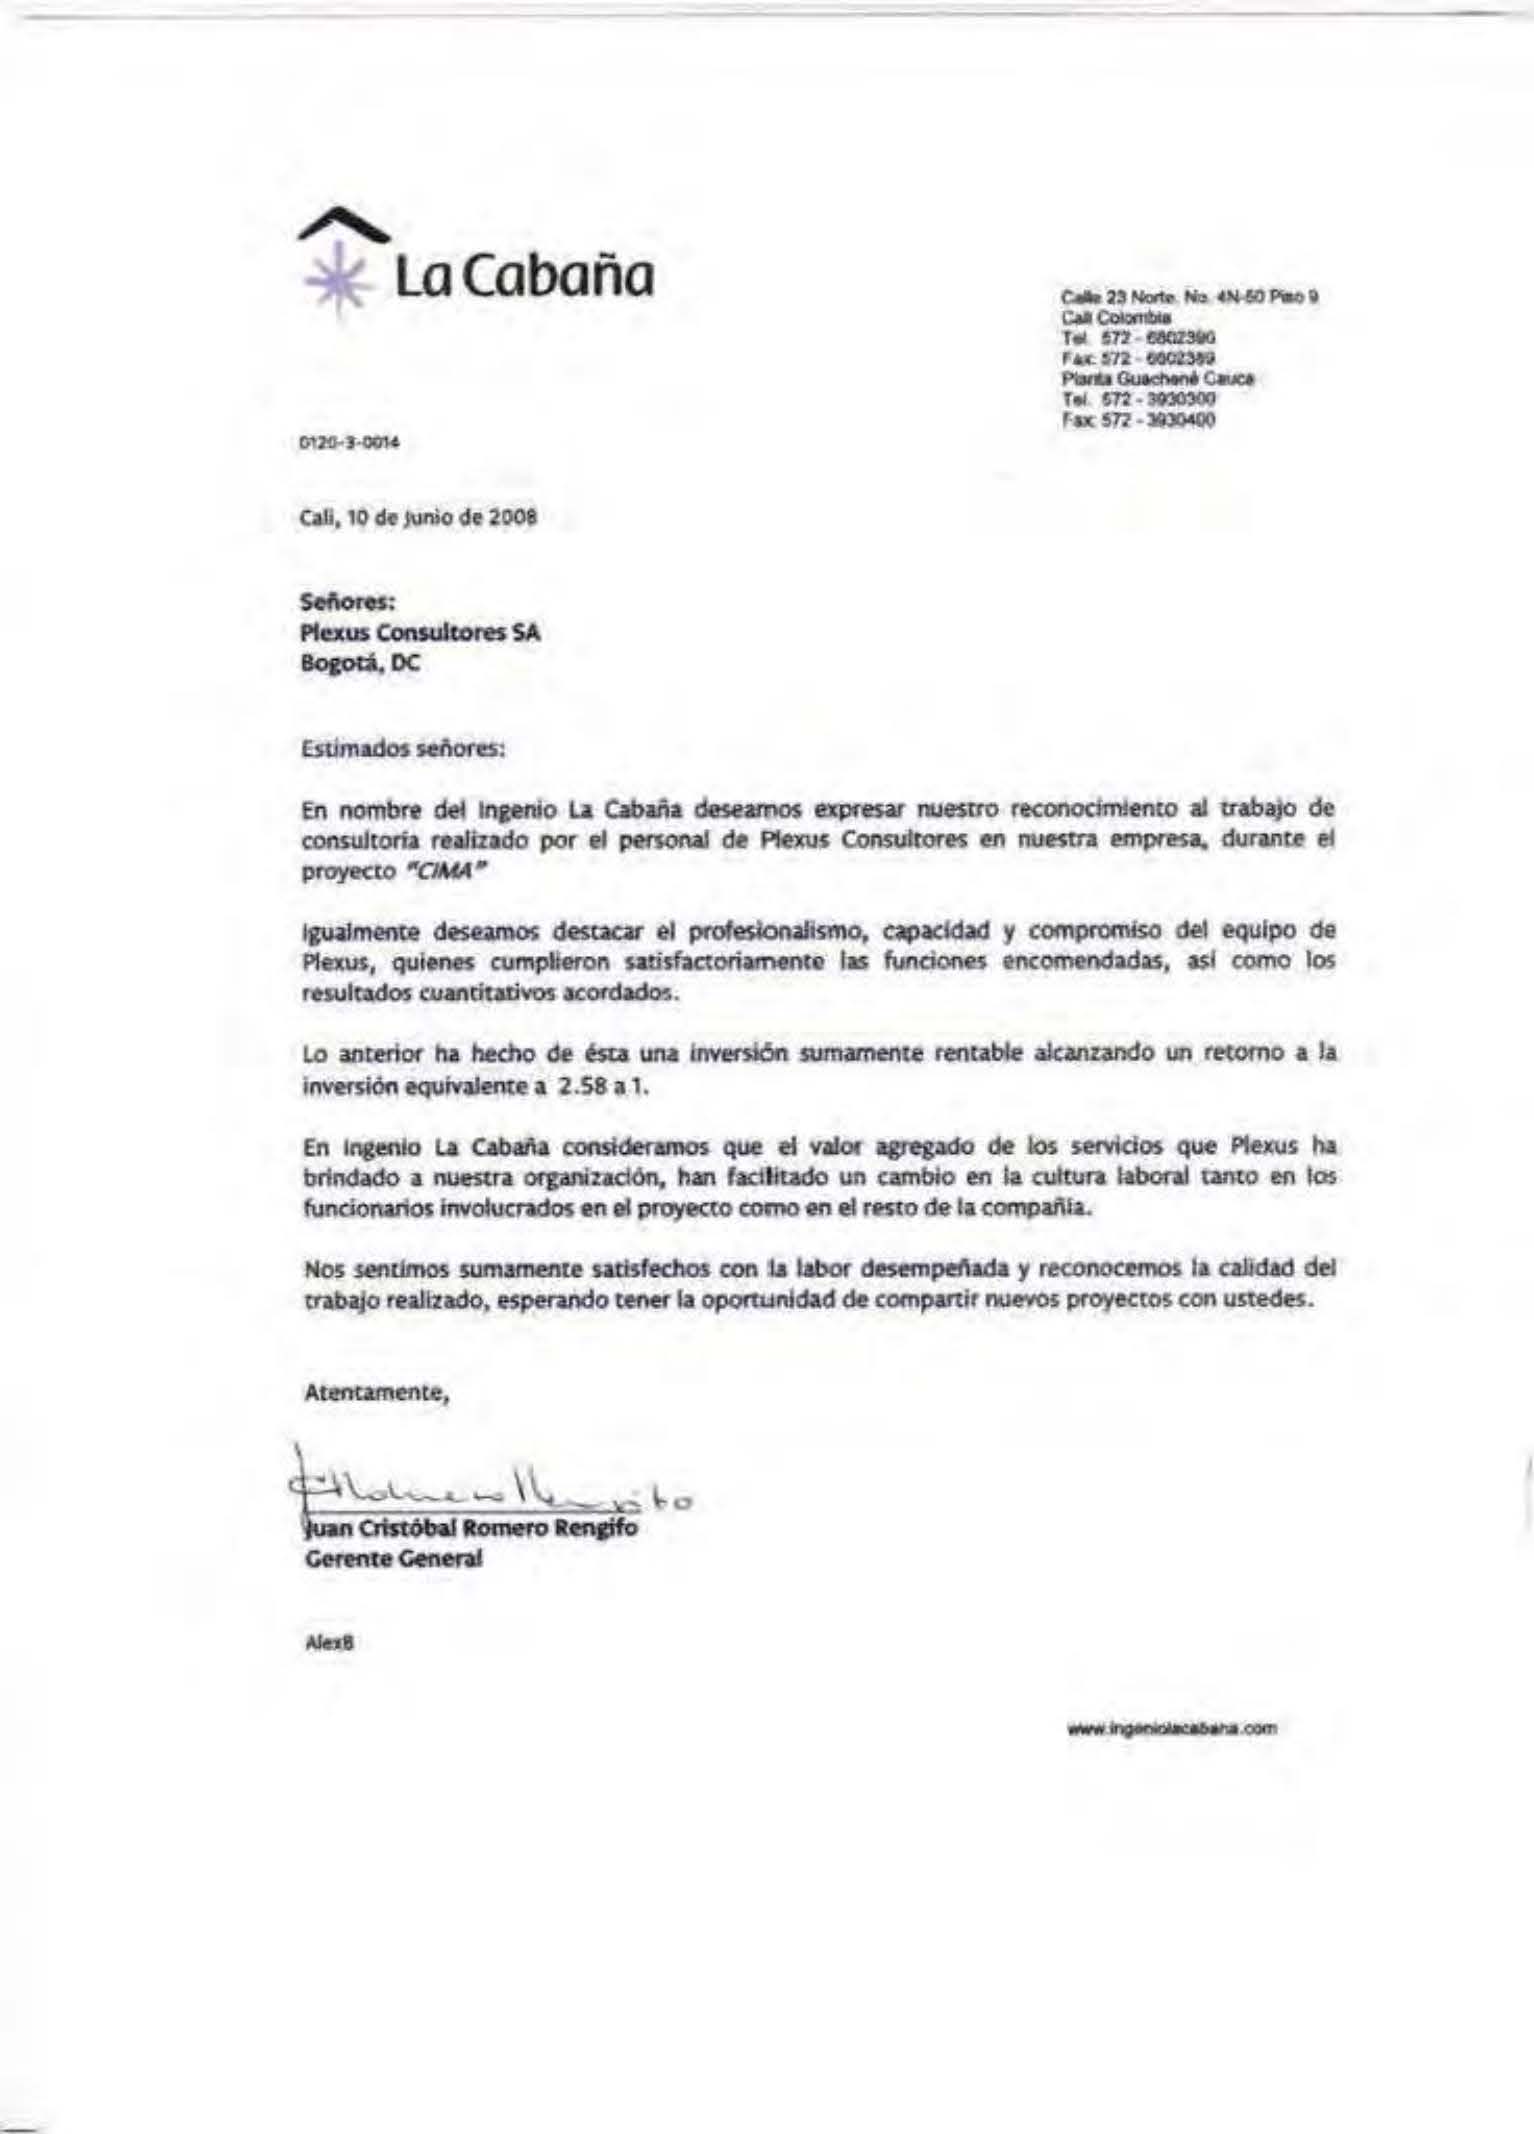 La Cabaña
Calle 23 Norte. No. 4N-50 Piso 9
Cali Colombia
Tel. 572 -
Fax: 572 -
Planta Guachené Cauca
Tel. 572 - 3930300
Fax: 572 - 3930400
0120-3-0014
Cali, 10 de Junio de 2008
Señores:
Plexus Consultores SA
Bogotá, DC
Estimados señores:
En nombre del Ingenio La Cabaña deseamos expresar nuestro reconocimiento al trabajo de
consultoría realizado por el personal de Plexus Consultores en nuestra empresa, durante el
proyecto "CIMA"
Igualmente deseamos destacar el profesionalismo, capacidad y compromiso del equipo de
Plexus, quienes cumplieron satisfactoriamente las funciones encomendadas, así como los
resultados cuantitativos acordados.
Lo anterior ha hecho de ésta una inversión sumamente rentable alcanzando un retorno a la
inversión equivalente a 2.58 a 1.
En Ingenio La Cabaña consideramos que el valor agregado de los servicios que Plexus ha
brindado a nuestra organización, han facilitado un cambio en la cultura laboral tanto en los
funcionarios involucrados en el proyecto como en el resto de la compañía.
Nos sentimos sumamente satisfechos con la labor desempeñada y reconocemos la calidad del
trabajo realizado, esperando tener la oportunidad de compartir nuevos proyectos con ustedes.
Atentamente,
Juan Cristóbal Romero Rengifo
Gerente General
AlexB
www.ingeniolacabana.com